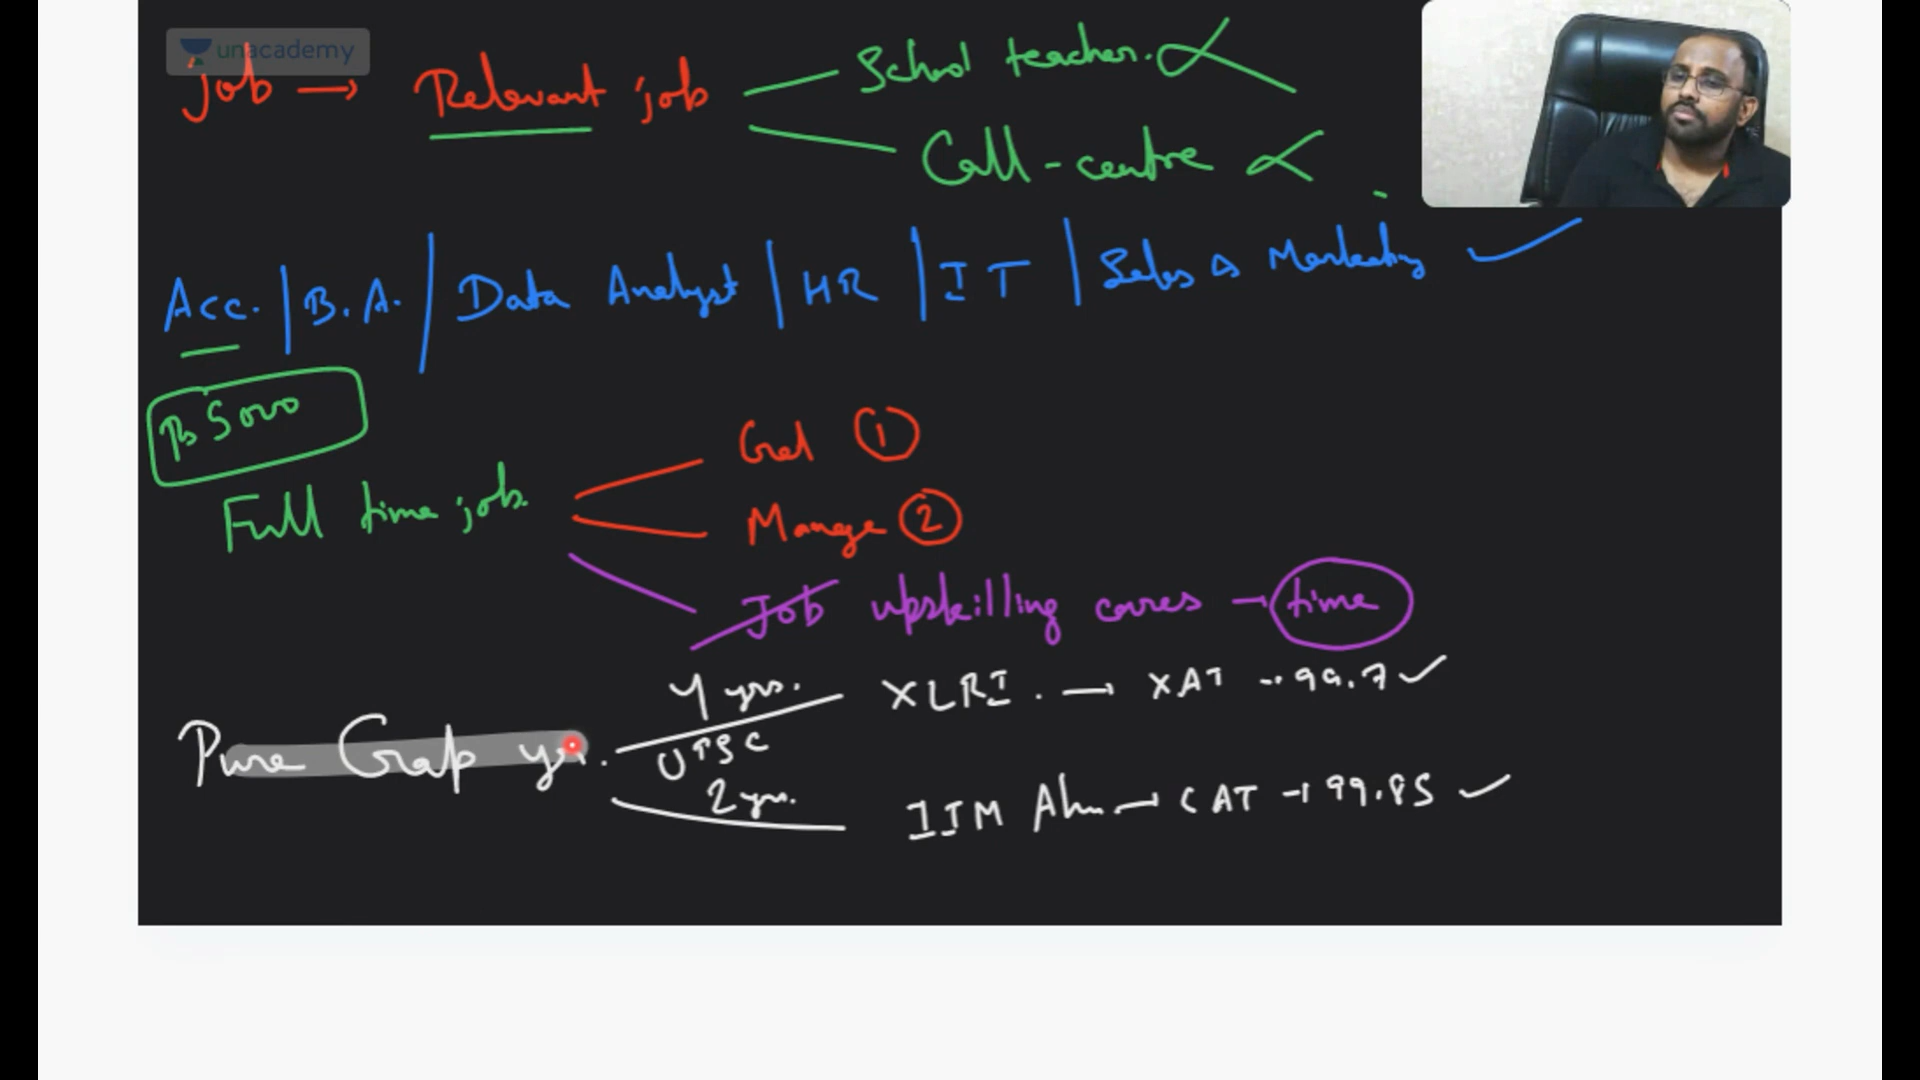 unacademy
Job → Relevant job
School teacher.
Call-centre
Acc. | B.A. | Data Analyst | HR | IT | Sales & Marketing ✓
Rs 5000
Full time job.
①
Manage ②
Job upskilling → time
4 yrs. XLRI. → XAT → 99.7 ✓
Pure Gap yr.
UPSC
2 yrs. IIM Ahm → CAT → 99.85 ✓